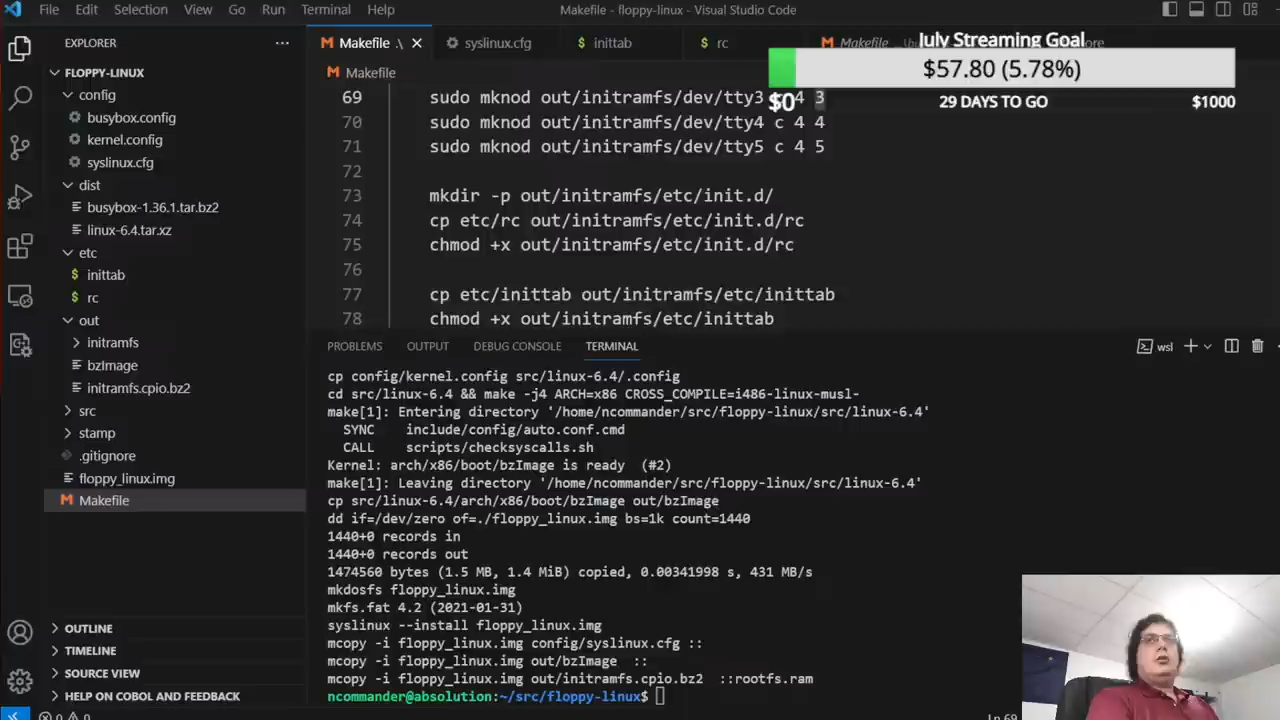 File Edit Selection View Go Run Terminal Help
Makefile - floppy-linux - Visual Studio Code
EXPLORER
FLOPPY-LINUX
config
busybox.config
kernel.config
syslinux.cfg
dist
busybox-1.36.1.tar.bz2
linux-6.4.tar.xz
etc
$ inittab
$ rc
out
initramfs
bzImage
initramfs.cpio.bz2
src
stamp
.gitignore
floppy_linux.img
M Makefile
OUTLINE
TIMELINE
SOURCE VIEW
HELP ON COBOL AND FEEDBACK
M Makefile .\ syslinux.cfg $ inittab $ rc M Makefile
M Makefile
July Streaming Goal
$57.80 (5.78%)
$0 29 DAYS TO GO $1000
69 sudo mknod out/initramfs/dev/tty3 4 3
70 sudo mknod out/initramfs/dev/tty4 c 4 4
71 sudo mknod out/initramfs/dev/tty5 c 4 5
72
73 mkdir -p out/initramfs/etc/init.d/
74 cp etc/rc out/initramfs/etc/init.d/rc
75 chmod +x out/initramfs/etc/init.d/rc
76
77 cp etc/inittab out/initramfs/etc/inittab
78 chmod +x out/initramfs/etc/inittab
PROBLEMS OUTPUT DEBUG CONSOLE TERMINAL
wsl
cp config/kernel.config src/linux-6.4/.config
cd src/linux-6.4 && make -j4 ARCH=x86 CROSS_COMPILE=i486-linux-musl-
make[1]: Entering directory '/home/ncommander/src/floppy-linux/src/linux-6.4'
SYNC include/config/auto.conf.cmd
CALL scripts/checksyscalls.sh
Kernel: arch/x86/boot/bzImage is ready (#2)
make[1]: Leaving directory '/home/ncommander/src/floppy-linux/src/linux-6.4'
cp src/linux-6.4/arch/x86/boot/bzImage out/bzImage
dd if=/dev/zero of=./floppy_linux.img bs=1k count=1440
1440+0 records in
1440+0 records out
1474560 bytes (1.5 MB, 1.4 MiB) copied, 0.00341998 s, 431 MB/s
mkdosfs floppy_linux.img
mkfs.fat 4.2 (2021-01-31)
syslinux --install floppy_linux.img
mcopy -i floppy_linux.img config/syslinux.cfg ::
mcopy -i floppy_linux.img out/bzImage ::
mcopy -i floppy_linux.img out/initramfs.cpio.bz2 ::rootfs.ram
ncommander@absolution:~/src/floppy-linux$